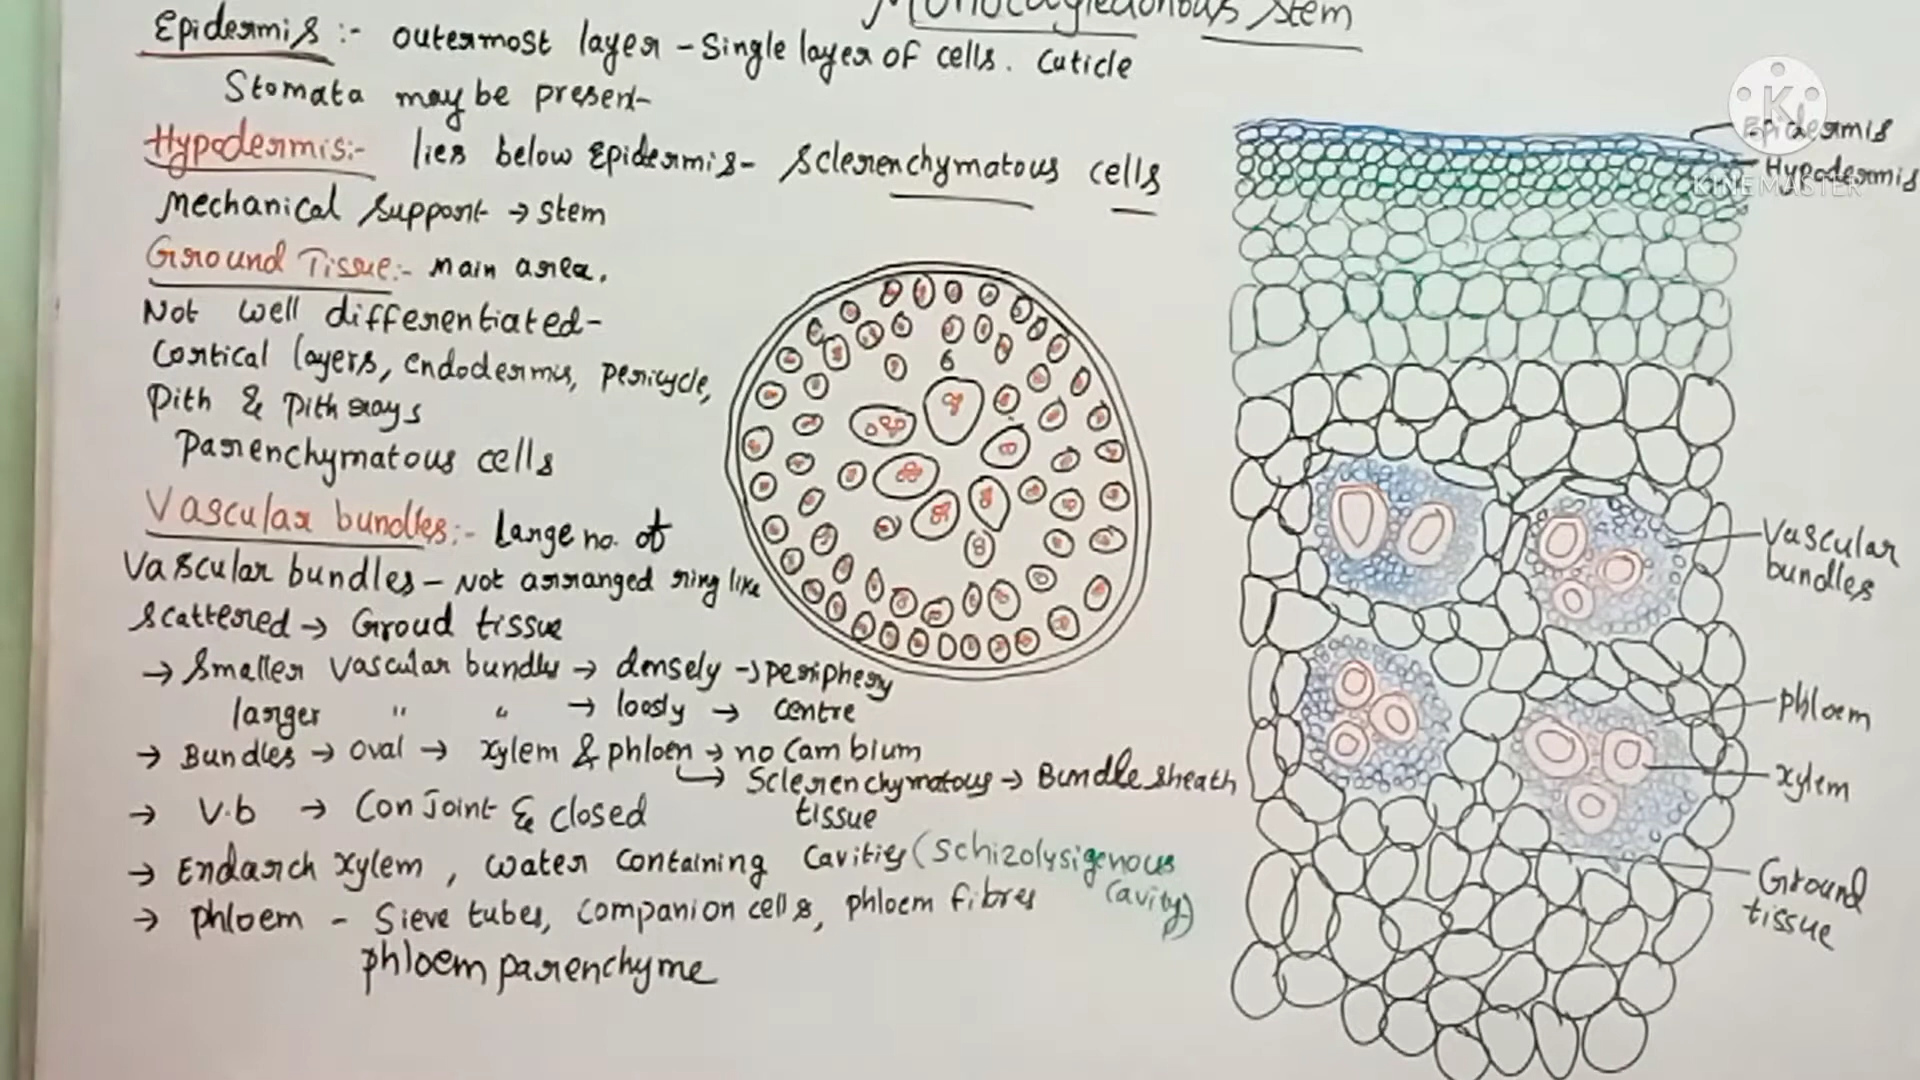 Monocotyledonous Stem
Epidermis :- outermost layer - Single layer of cells. Cuticle
Stomata may be present
Hypodermis:- lies below Epidermis - Sclerenchymatous cells
Mechanical Support → Stem
Ground Tissue:- main area.
Not well differentiated-
Cortical layers, endodermis, pericycle,
Pith & Pith rays
Parenchymatous cells
Vascular bundles:- Large no. of
Vascular bundles - Not arranged ring like
Scattered → Groud tissue
→ Smaller Vascular bundles → densely → periphery
larger " " → loosly → centre
→ Bundles → oval → xylem & phloem → no Cambium
↳ Sclerenchymatous → Bundle sheath
tissue
→ V.b → Conjoint & closed
→ Endarch xylem, water containing Cavities (Schizolysigenous
Cavity)
→ Phloem - Sieve tubes, companion cells, phloem fibres
phloem parenchyme
K
Epidermis
Hypodermis
KINEMASTER
Vascular
bundles
phloem
xylem
Ground
tissue